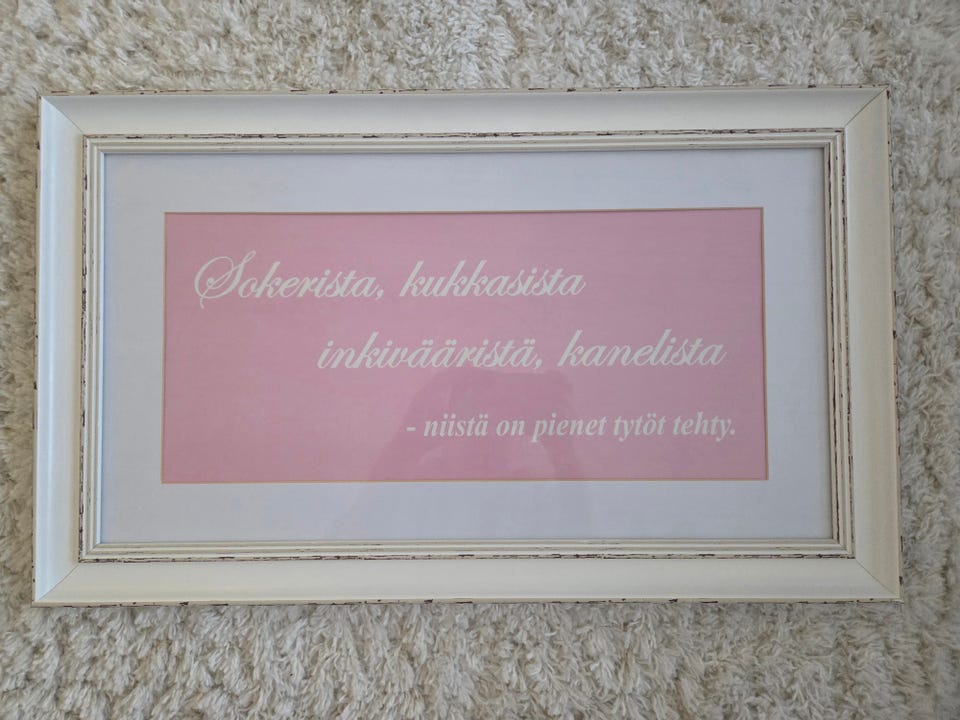 Sokerista, kukkasista
inkivääristä, kanelista
- niistä on pienet tytöt tehty.